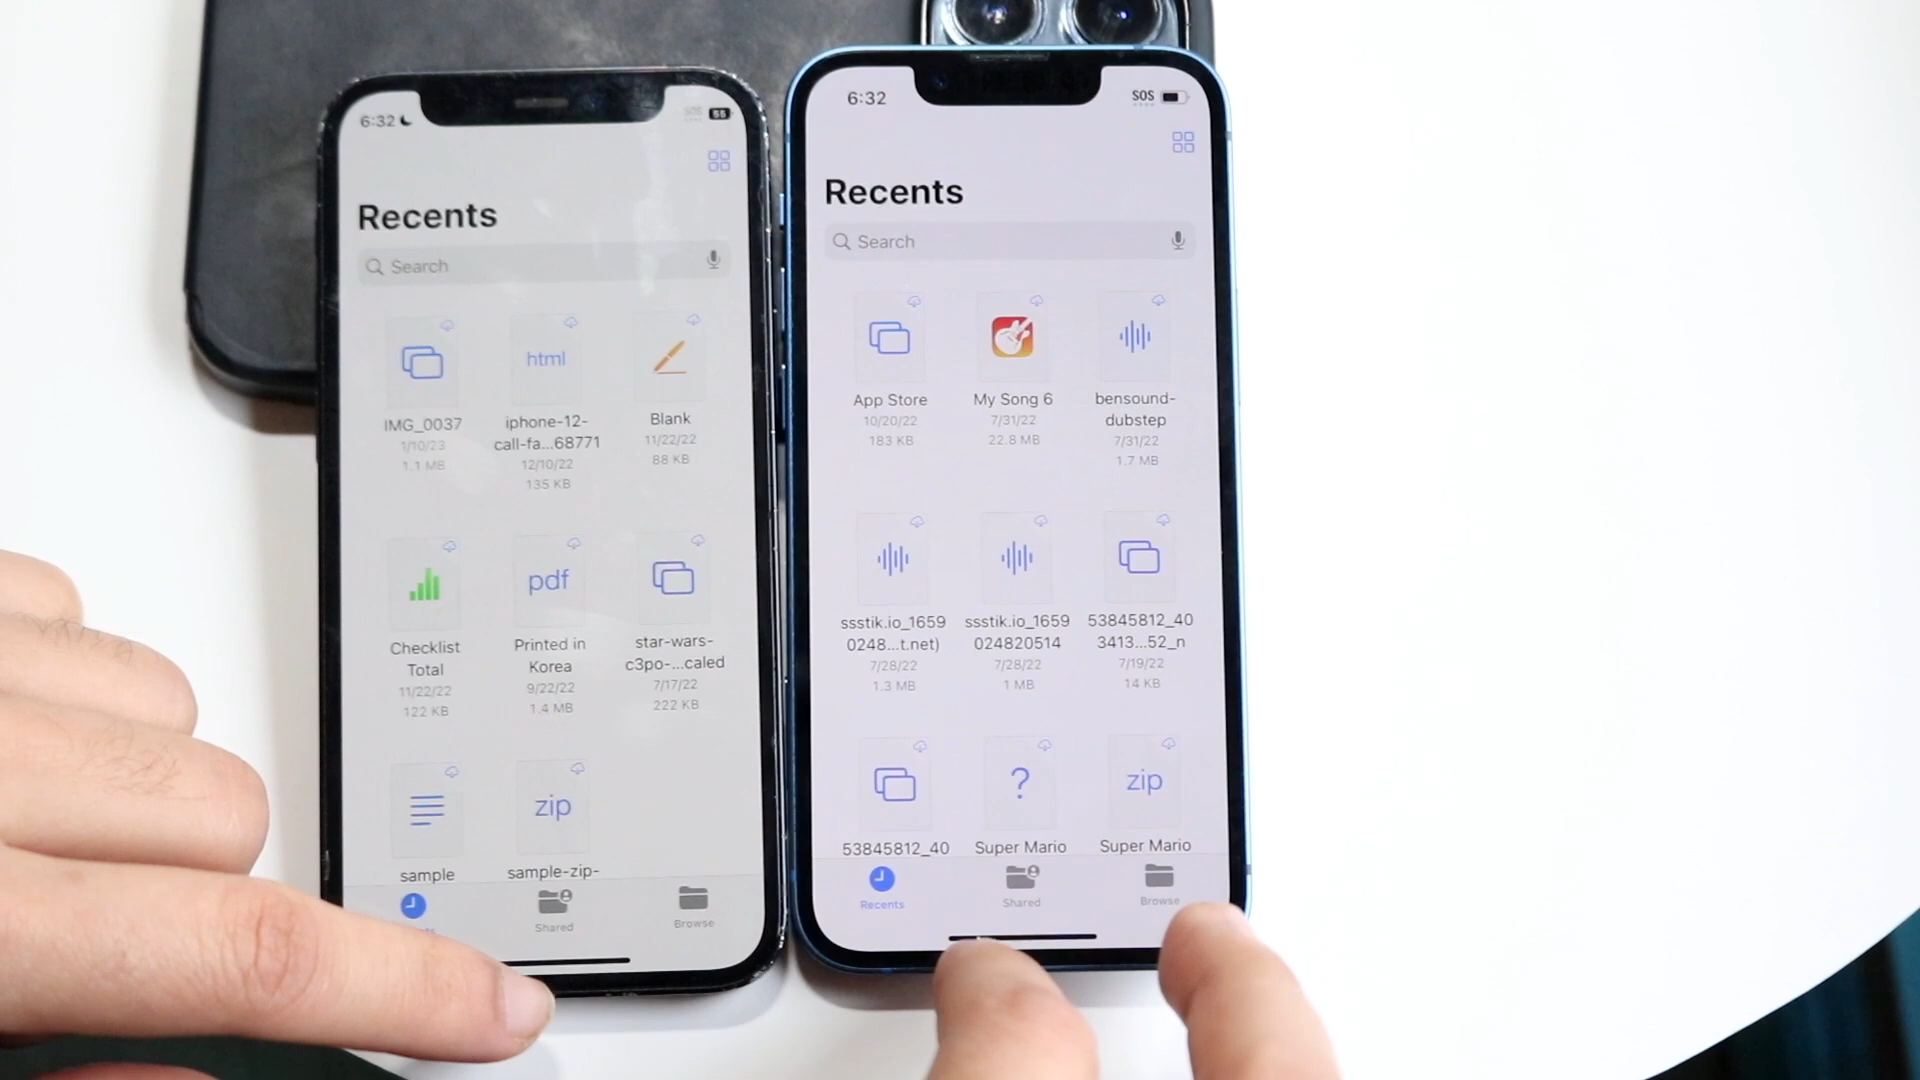 6:32
SOS
55
Recents
Search
html
IMG_0037
1/10/23
1.1 MB
iphone-12-
call-fa...68771
12/10/22
135 KB
Blank
11/22/22
88 KB
pdf
Checklist
Total
11/22/22
122 KB
Printed in
Korea
9/22/22
1.4 MB
star-wars-
c3po-...caled
7/17/22
222 KB
zip
sample
sample-zip-
Shared
Browse
6:32
SOS
Recents
Search
App Store
10/20/22
183 KB
My Song 6
7/31/22
22.8 MB
bensound-
dubstep
7/31/22
1.7 MB
ssstik.io_1659
0248...t.net)
7/28/22
1.3 MB
ssstik.io_1659
024820514
7/28/22
1 MB
53845812_40
3413...52_n
7/19/22
14 KB
?
zip
53845812_40
Super Mario
Super Mario
Recents
Shared
Browse